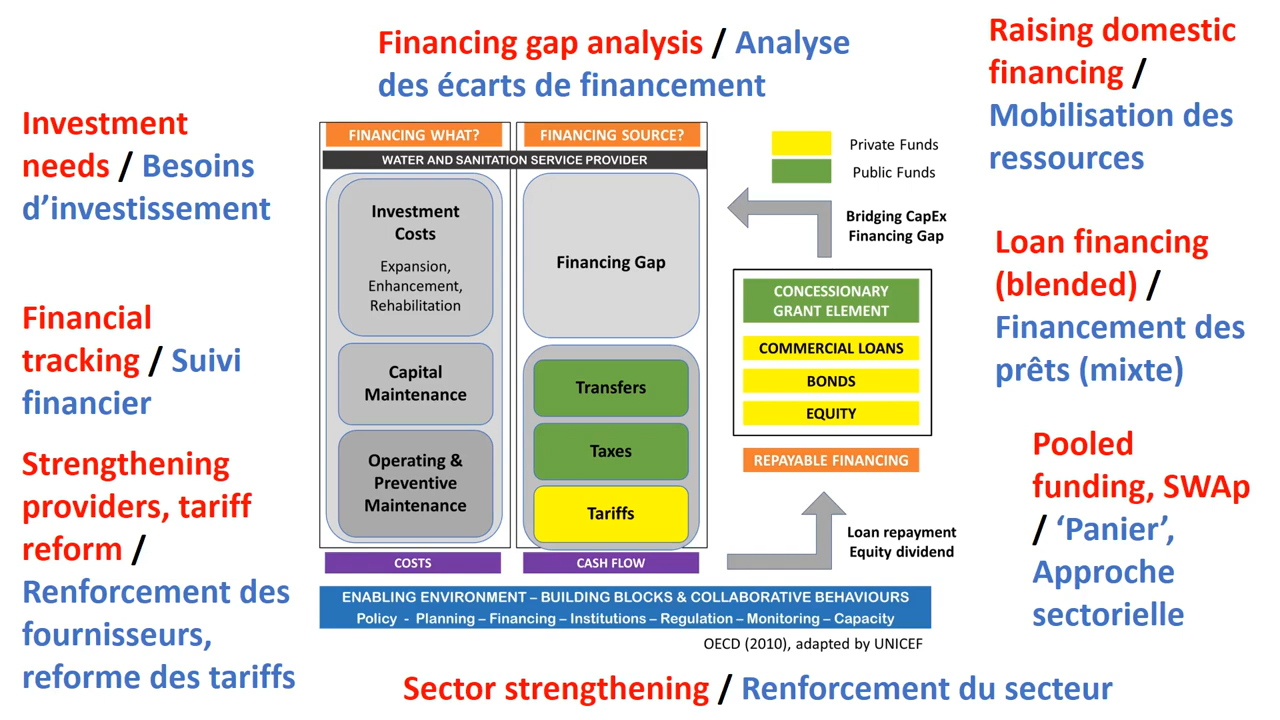 Financing gap analysis / Analyse
des écarts de financement
Raising domestic
financing /
Mobilisation des
ressources
Investment
needs / Besoins
d’investissement
Financial
tracking / Suivi
financier
Strengthening
providers, tariff
reform /
Renforcement des
fournisseurs,
reforme des tariffs
FINANCING WHAT?
FINANCING SOURCE?
WATER AND SANITATION SERVICE PROVIDER
Investment
Costs
Expansion,
Enhancement,
Rehabilitation
Capital
Maintenance
Operating &
Preventive
Maintenance
COSTS
Financing Gap
Transfers
Taxes
Tariffs
CASH FLOW
Private Funds
Public Funds
Bridging CapEx
Financing Gap
CONCESSIONARY
GRANT ELEMENT
COMMERCIAL LOANS
BONDS
EQUITY
REPAYABLE FINANCING
Loan repayment
Equity dividend
Loan financing
(blended) /
Financement des
prêts (mixte)
Pooled
funding, SWAp
/ ‘Panier’,
Approche
sectorielle
ENABLING ENVIRONMENT – BUILDING BLOCKS & COLLABORATIVE BEHAVIOURS
Policy - Planning – Financing – Institutions – Regulation – Monitoring – Capacity
OECD (2010), adapted by UNICEF
Sector strengthening / Renforcement du secteur